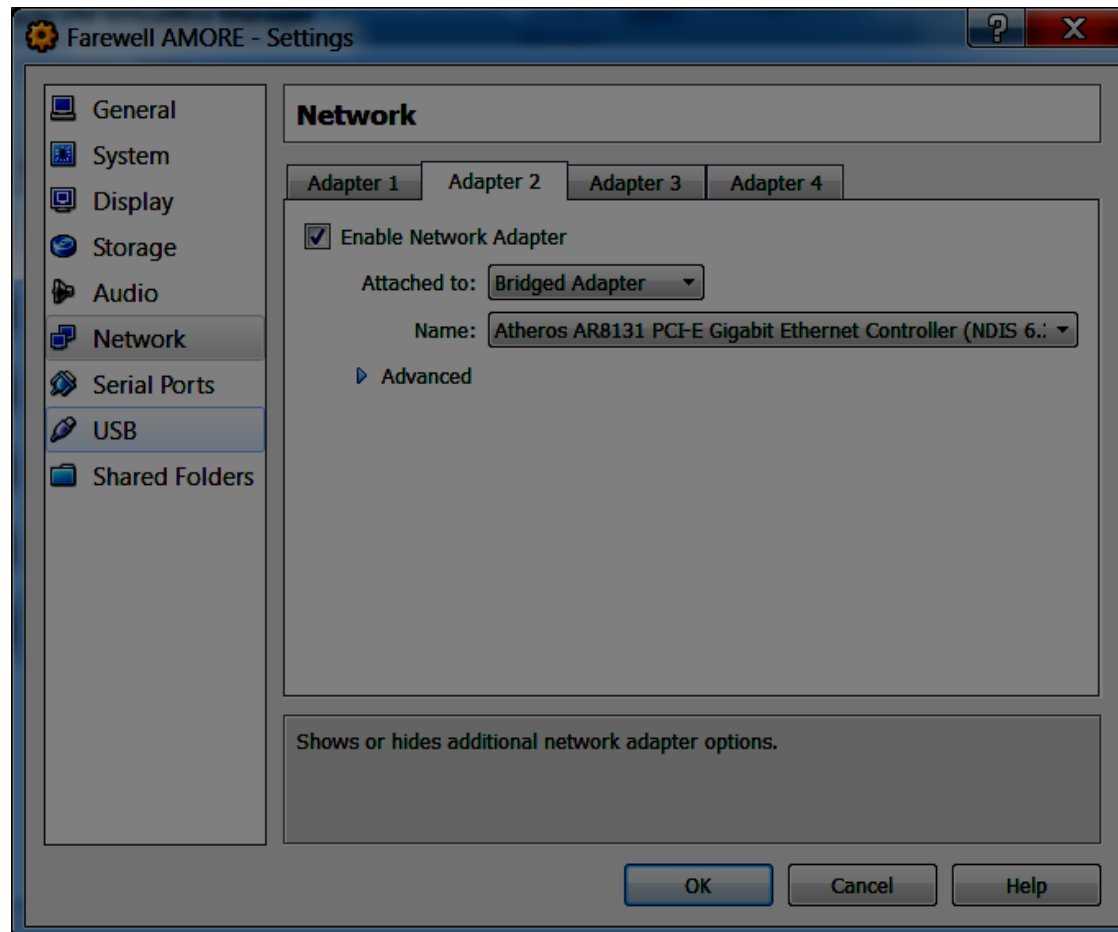 Farewell AMORE - Settings
General
System
Display
Storage
Audio
Network
Serial Ports
USB
Shared Folders
Network
Adapter 1
Adapter 2
Adapter 3
Adapter 4
Enable Network Adapter
Attached to: Bridged Adapter
Name: Atheros AR8131 PCI-E Gigabit Ethernet Controller (NDIS 6.
Advanced
Shows or hides additional network adapter options.
OK
Cancel
Help